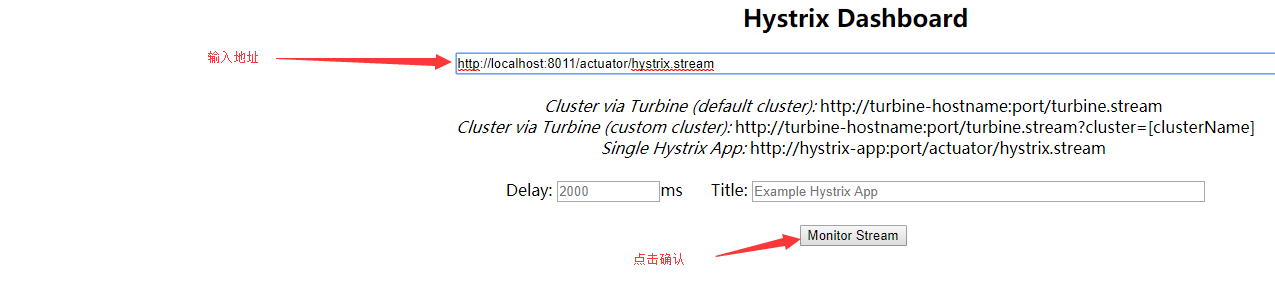 Hystrix Dashboard
输入地址
http://localhost:8011/actuator/hystrix.stream
Cluster via Turbine (default cluster): http://turbine-hostname:port/turbine.stream
Cluster via Turbine (custom cluster): http://turbine-hostname:port/turbine.stream?cluster=[clusterName]
Single Hystrix App: http://hystrix-app:port/actuator/hystrix.stream
Delay: 2000 ms Title: Example Hystrix App
Monitor Stream
点击确认